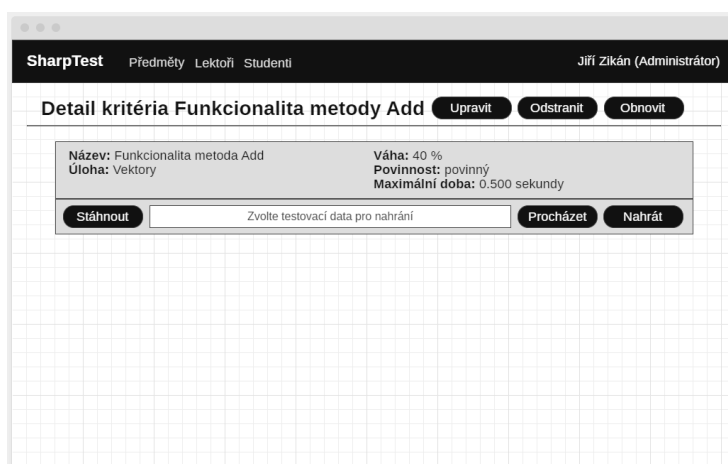 SharpTest Předměty Lektoři Studenti Jiří Zikán (Administrátor)
Detail kritéria Funkcionalita metody Add Upravit Odstranit Obnovit
Název: Funkcionalita metoda Add
Úloha: Vektory
Váha: 40 %
Povinnost: povinný
Maximální doba: 0.500 sekundy
Stáhnout Zvolte testovací data pro nahrání Procházet Nahrát